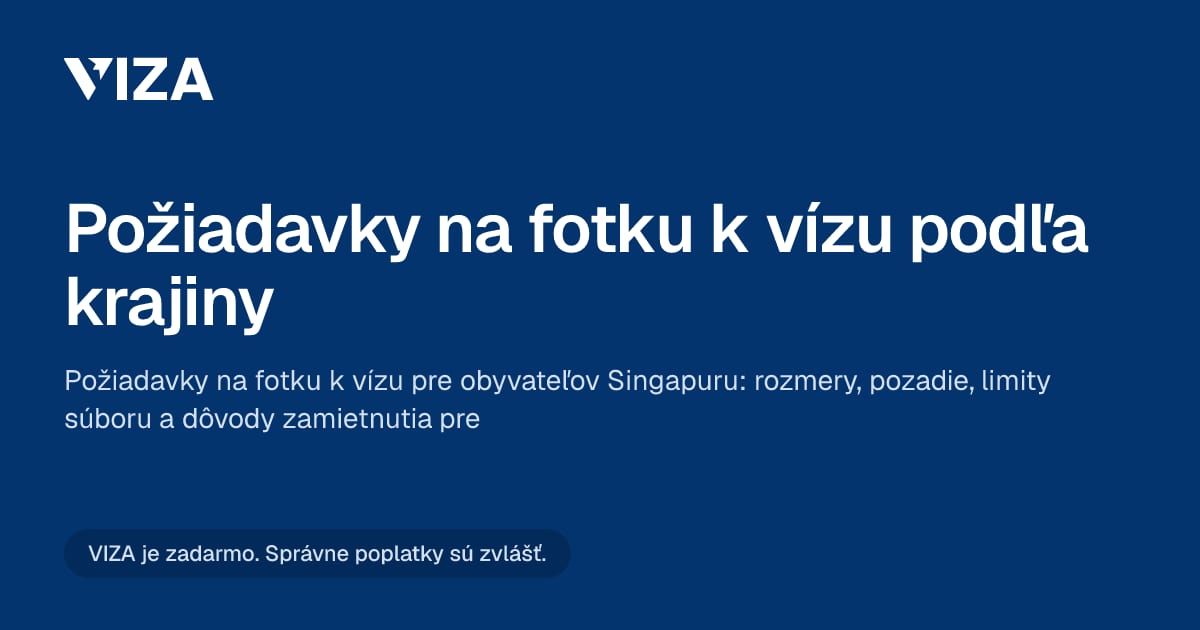 VIZA
Požiadavky na fotku k vízu podľa
krajiny
Požiadavky na fotku k vízu pre obyvateľov Singapuru: rozmery, pozadie, limity
súboru a dôvody zamietnutia pre
VIZA je zadarmo. Správne poplatky sú zvlášť.